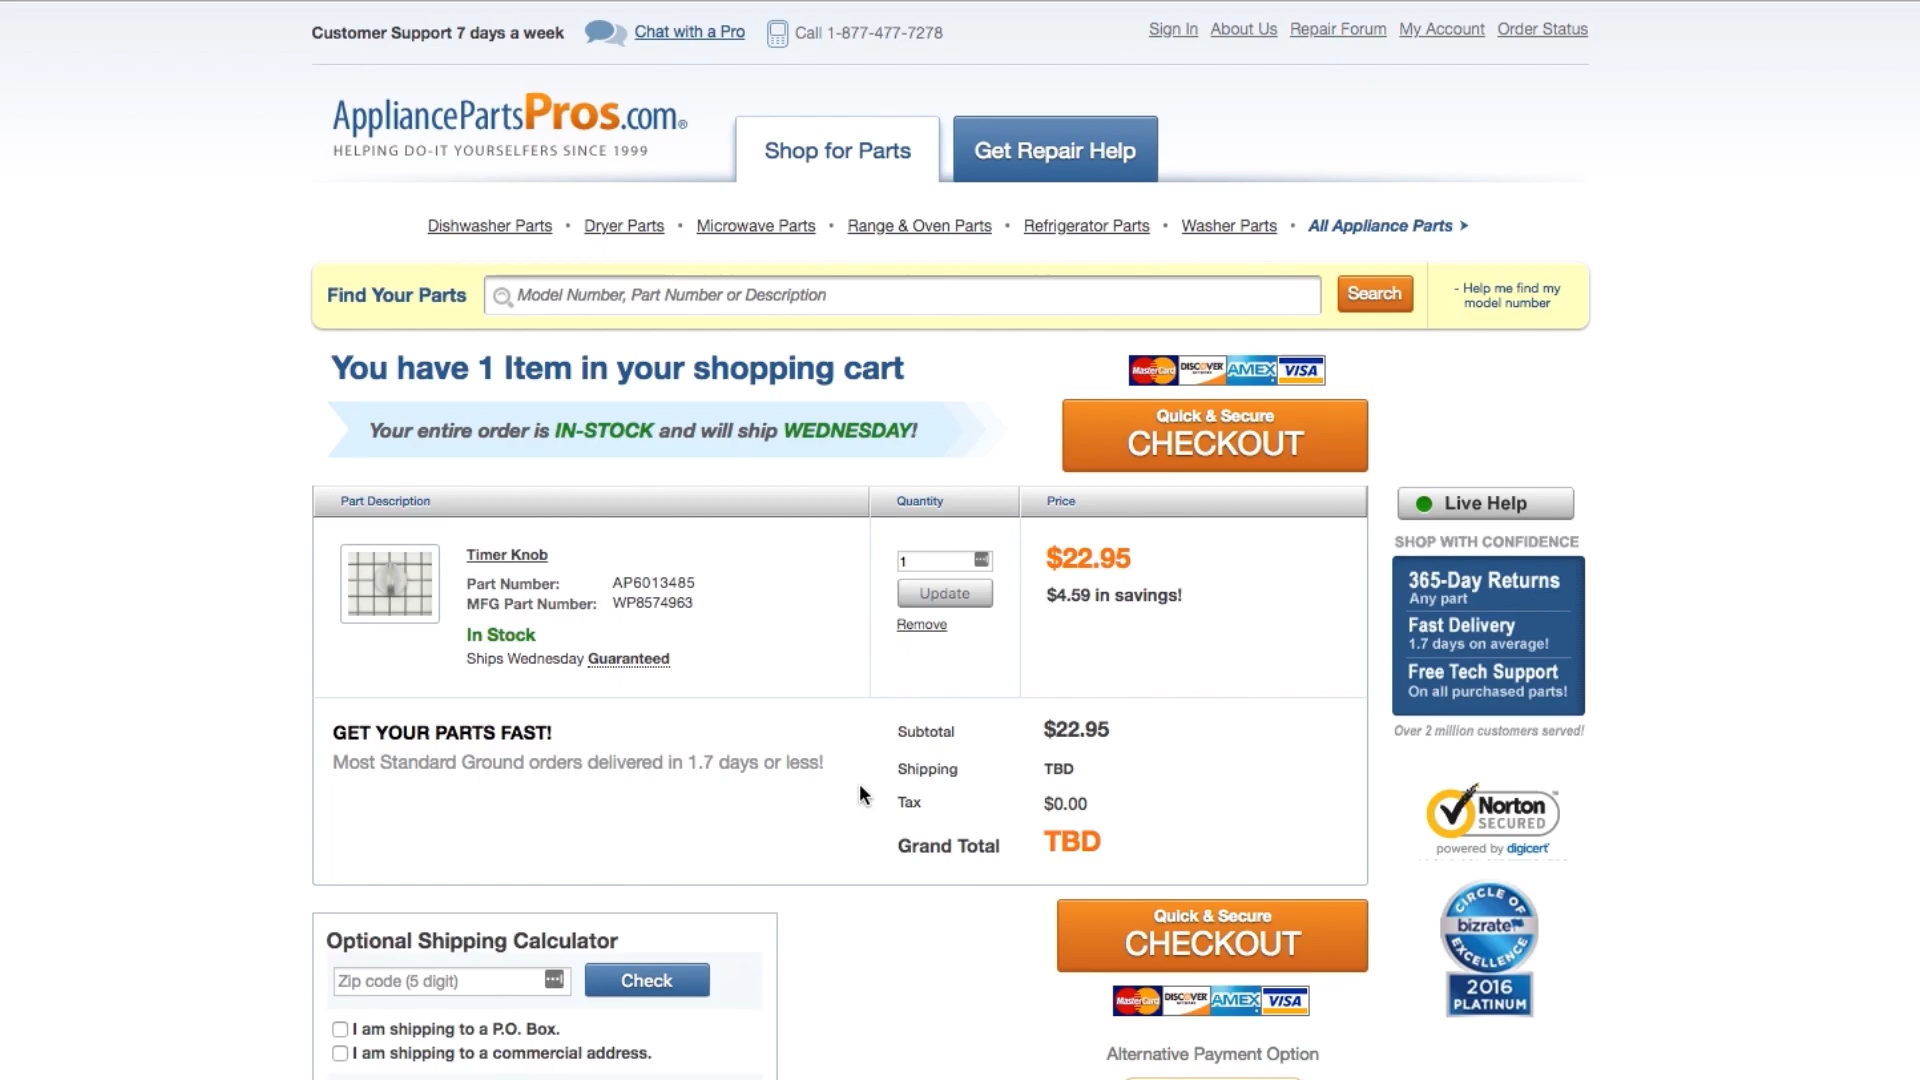 Customer Support 7 days a week
Chat with a Pro
Call 1-877-477-7278
Sign In
About Us
Repair Forum
My Account
Order Status
AppliancePartsPros.com®
HELPING DO-IT YOURSELFERS SINCE 1999
Shop for Parts
Get Repair Help
Dishwasher Parts • Dryer Parts • Microwave Parts • Range & Oven Parts • Refrigerator Parts • Washer Parts • All Appliance Parts
Find Your Parts
Model Number, Part Number or Description
Search
- Help me find my
model number
You have 1 Item in your shopping cart
MasterCard DISCOVER NETWORK AMEX VISA
Your entire order is IN-STOCK and will ship WEDNESDAY!
Quick & Secure
CHECKOUT
Part Description
Quantity
Price
Timer Knob
Part Number: AP6013485
MFG Part Number: WP8574963
In Stock
Ships Wednesday Guaranteed
1
Update
Remove
$22.95
$4.59 in savings!
Live Help
SHOP WITH CONFIDENCE
365-Day Returns
Any part
Fast Delivery
1.7 days on average!
Free Tech Support
On all purchased parts!
Over 2 million customers served!
GET YOUR PARTS FAST!
Most Standard Ground orders delivered in 1.7 days or less!
Subtotal $22.95
Shipping TBD
Tax $0.00
Grand Total TBD
Norton
SECURED
powered by digicert
Optional Shipping Calculator
Zip code (5 digit)
Check
I am shipping to a P.O. Box.
I am shipping to a commercial address.
Quick & Secure
CHECKOUT
MasterCard DISCOVER NETWORK AMEX VISA
Alternative Payment Option
CIRCLE OF
bizrate
EXCELLENCE
2016
PLATINUM